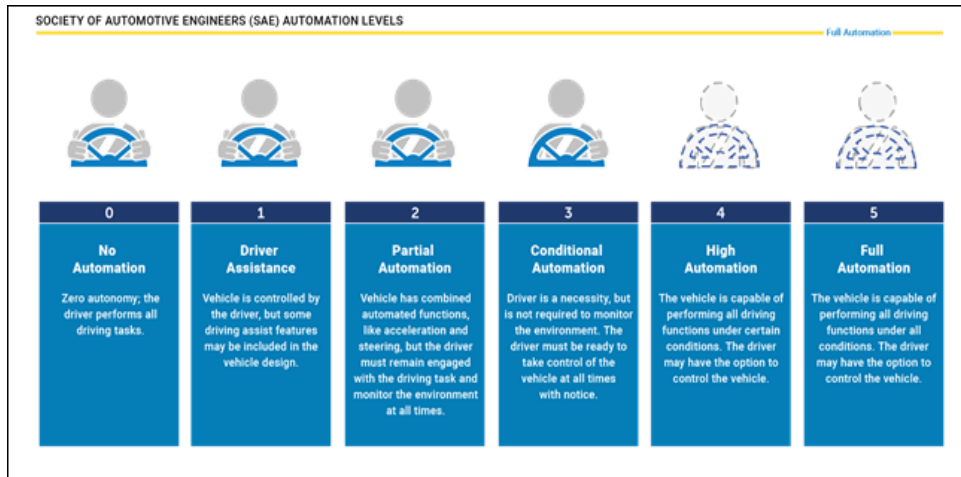 SOCIETY OF AUTOMOTIVE ENGINEERS (SAE) AUTOMATION LEVELS
Full Automation
0
No
Automation
Zero autonomy; the
driver performs all
driving tasks.
1
Driver
Assistance
Vehicle is controlled by
the driver, but some
driving assist features
may be included in the
vehicle design.
2
Partial
Automation
Vehicle has combined
automated functions,
like acceleration and
steering, but the driver
must remain engaged
with the driving task and
monitor the environment
at all times.
3
Conditional
Automation
Driver is a necessity, but
is not required to monitor
the environment. The
driver must be ready to
take control of the
vehicle at all times
with notice.
4
High
Automation
The vehicle is capable of
performing all driving
functions under certain
conditions. The driver
may have the option to
control the vehicle.
5
Full
Automation
The vehicle is capable of
performing all driving
functions under all
conditions. The driver
may have the option to
control the vehicle.